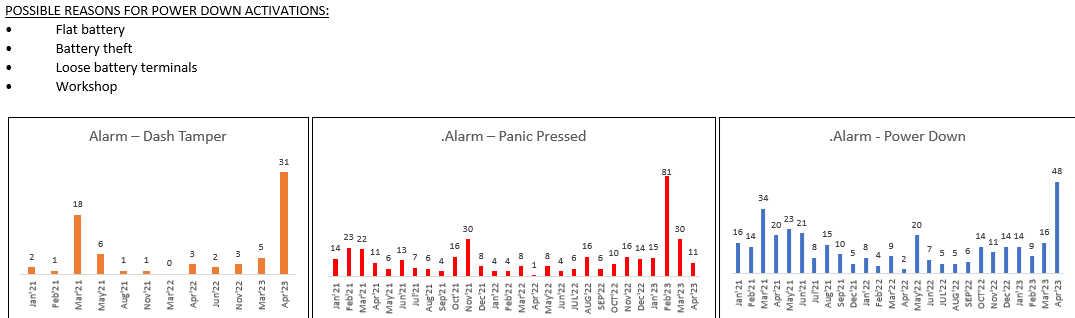 POSSIBLE REASONS FOR POWER DOWN ACTIVATIONS:
• Flat battery
• Battery theft
• Loose battery terminals
• Workshop
Alarm – Dash Tamper
2 1 18 6 1 1 0 3 2 3 5 31
Jan'21 Feb'21 Mar'21 May'21 Aug'21 Nov'21 Mar'22 Apr'22 Jun'22 Nov'22 Mar'23 Apr'23
.Alarm – Panic Pressed
14 23 22 11 6 13 7 6 4 16 30 8 4 4 8 1 8 4 6 16 6 10 16 14 15 81 30 11
Jan'21 Feb'21 Mar'21 Apr'21 May'21 Jun'21 Jul'21 Aug'21 Sep'21 Oct'21 Nov'21 Dec'21 Jan'22 Feb'22 Mar'22 Apr'22 May'22 Jun'22 JUL'22 AUG'22 SEP'22 OCT'22 Nov'22 Dec'22 Jan'23 Feb'23 Mar'23 Apr'23
.Alarm - Power Down
16 14 34 20 23 21 8 15 10 5 8 4 9 2 20 7 5 5 6 14 11 14 14 9 16 48
Jan'21 Feb'21 Mar'21 Apr'21 May'21 Jun'21 Jul'21 Aug'21 Sep'21 Dec'21 Jan'22 Feb'22 Mar'22 Apr'22 May'22 Jun'22 JUL'22 AUG'22 SEP'22 OCT'22 Nov'22 Dec'22 Jan'23 Feb'23 Mar'23 Apr'23